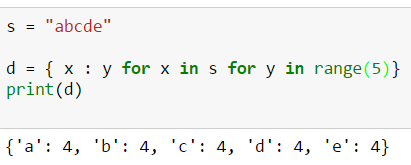 s = "abcde"
d = { x : y for x in s for y in range(5)}
print(d)
{'a': 4, 'b': 4, 'c': 4, 'd': 4, 'e': 4}